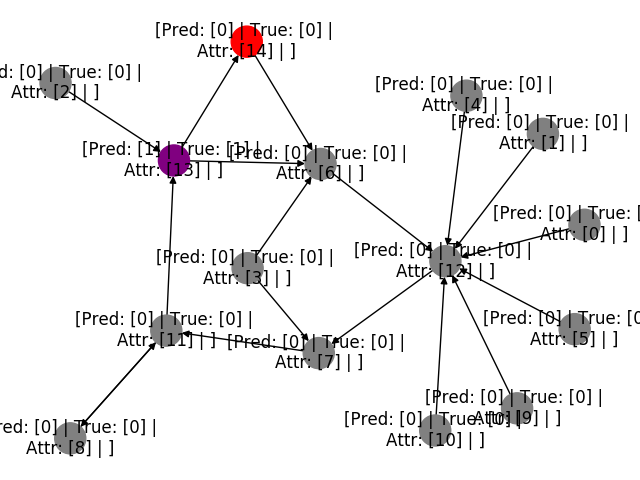 [Pred: [0] | True: [0] |
Attr: [14] | ]
d: [0] | True: [0] |
Attr: [2] | ]
[Pred: [0] | True: [0] |
Attr: [4] | ]
[Pred: [0] | True: [0] |
Attr: [1] | ]
[Pred: [1] | True: [1] |
Attr: [13] | ]
[Pred: [0] | True: [0] |
Attr: [6] | ]
[Pred: [0] | True: [0]
Attr: [0] | ]
[Pred: [0] | True: [0] |
Attr: [3] | ]
[Pred: [0] | True: [0] |
Attr: [12] | ]
[Pred: [0] | True: [0] |
Attr: [11] | ]
[Pred: [0] | True: [0]
Attr: [5] | ]
[Pred: [0] | True: [0] |
Attr: [7] | ]
[Pred: [0] | True: [0] |
Attr: [9] | ]
[Pred: [0] | True: [0] |
Attr: [10] | ]
red: [0] | True: [0] |
Attr: [8] | ]